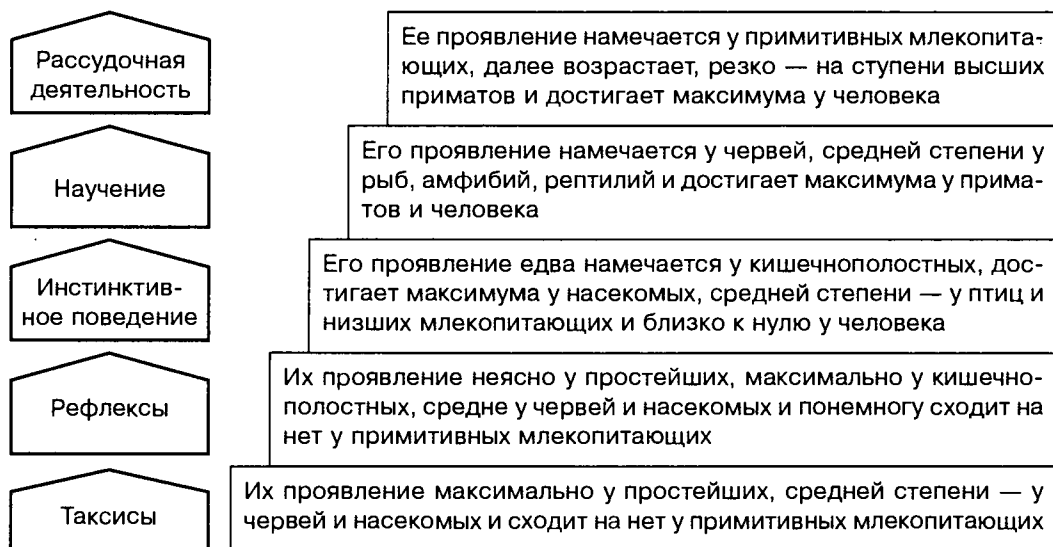 Рассудочная
деятельность
Ее проявление намечается у примитивных млекопита-
ющих, далее возрастает, резко — на ступени высших
приматов и достигает максимума у человека
Научение
Его проявление намечается у червей, средней степени у
рыб, амфибий, рептилий и достигает максимума у прима-
тов и человека
Инстинктив-
ное поведение
Его проявление едва намечается у кишечнополостных, дос-
тигает максимума у насекомых, средней степени — у птиц и
низших млекопитающих и близко к нулю у человека
Рефлексы
Их проявление неясно у простейших, максимально у кишечно-
полостных, средне у червей и насекомых и понемногу сходит на
нет у примитивных млекопитающих
Таксисы
Их проявление максимально у простейших, средней степени — у
червей и насекомых и сходит на нет у примитивных млекопитающих